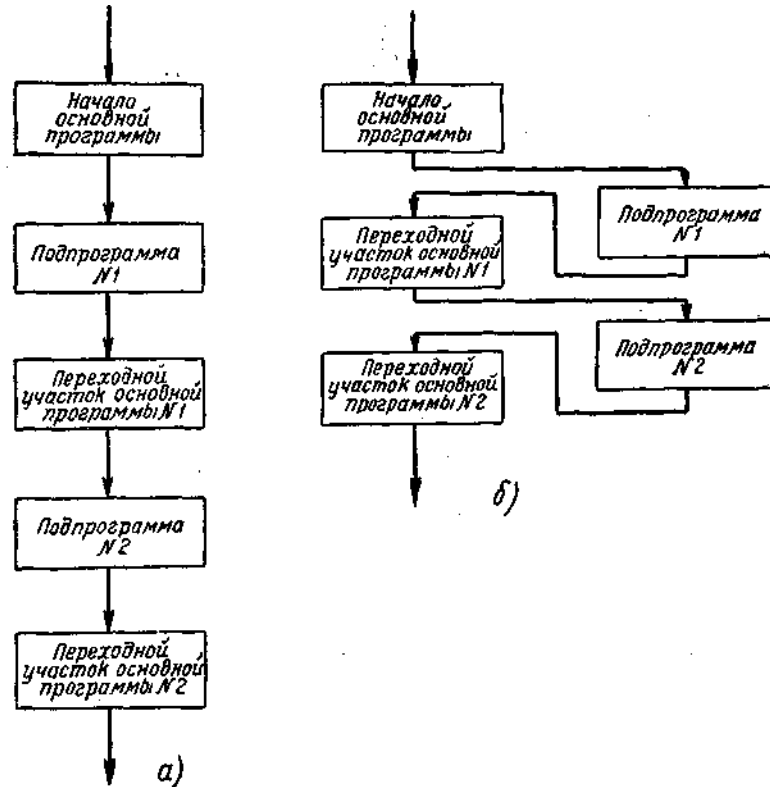 Начало
основной
программы
Подпрограмма
N1
Переходной
участок основной
программы N1
Подпрограмма
N2
Переходной
участок основной
программы N2
а)
Начало
основной
программы
Подпрограмма
N1
Переходной
участок основной
программы N1
Подпрограмма
N2
Переходной
участок основной
программы N2
б)